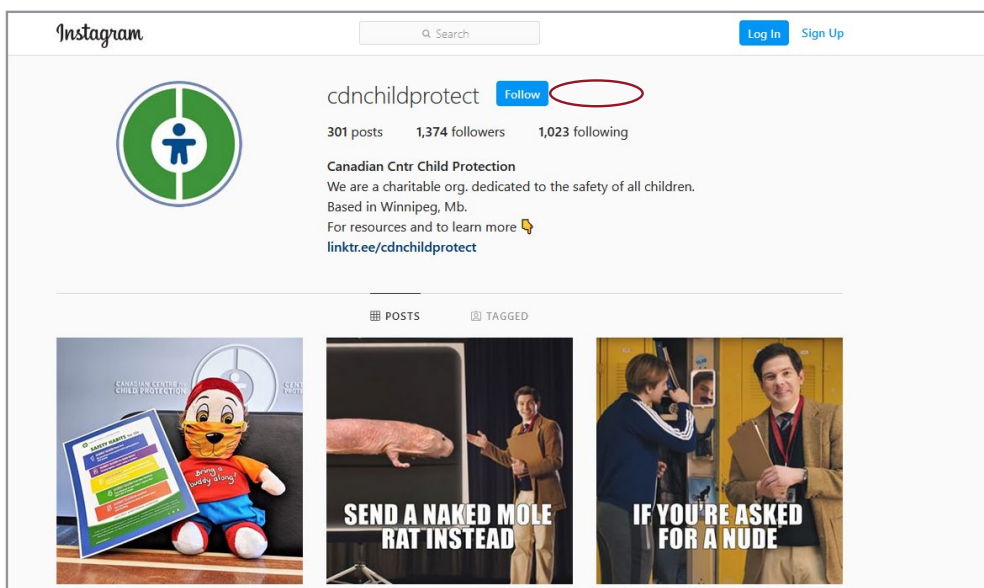 Instagram
Search
Log In
Sign Up
cdnchildprotect
Follow
301 posts 1,374 followers 1,023 following
Canadian Cntr Child Protection
We are a charitable org. dedicated to the safety of all children.
Based in Winnipeg, Mb.
For resources and to learn more 👇
linktr.ee/cdnchildprotect
POSTS
TAGGED
CANADIAN CENTRE for
CHILD PROTECTION
SAFETY HABITS
Bring a
buddy along!
SEND A NAKED MOLE
RAT INSTEAD
IF YOU'RE ASKED
FOR A NUDE